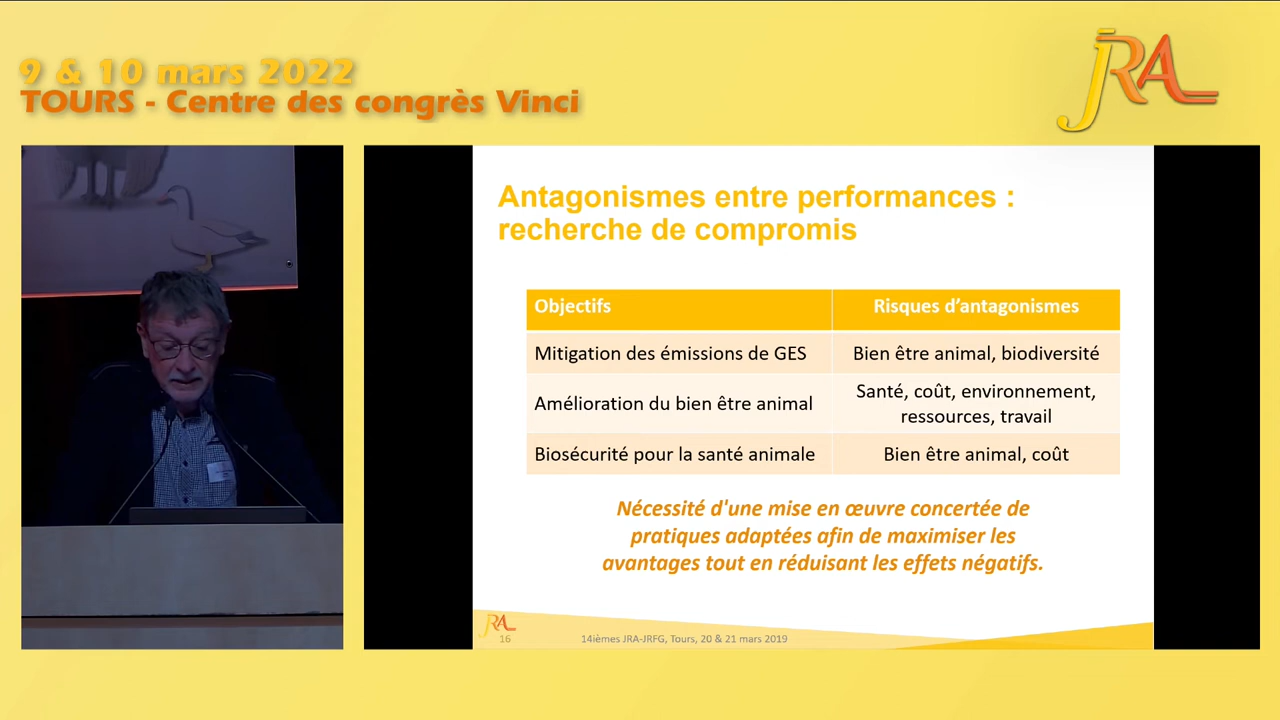 9 & 10 mars 2022
TOURS - Centre des congrès Vinci
JRA
Antagonismes entre performances :
recherche de compromis
Objectifs
Risques d'antagonismes
Mitigation des émissions de GES
Bien être animal, biodiversité
Amélioration du bien être animal
Santé, coût, environnement,
ressources, travail
Biosécurité pour la santé animale
Bien être animal, coût
Nécessité d'une mise en œuvre concertée de
pratiques adaptées afin de maximiser les
avantages tout en réduisant les effets négatifs.
JRA
16
14ièmes JRA-JRFG, Tours, 20 & 21 mars 2019